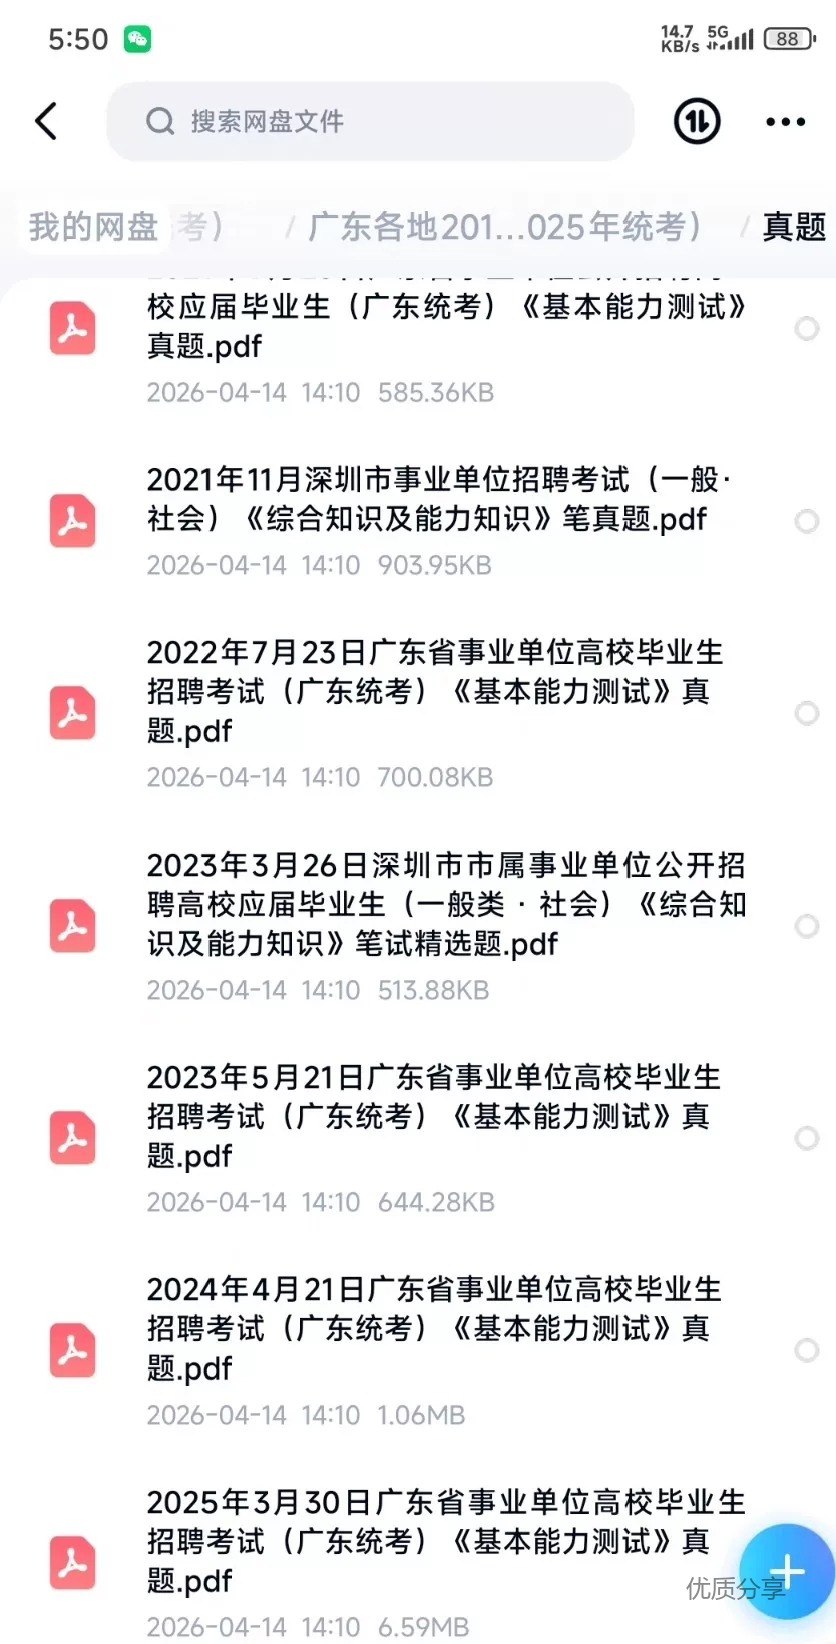 5:50
14.7 KB/s 5G 88
搜索网盘文件
我的网盘 考） / 广东各地201...025年统考） / 真题
校应届毕业生（广东统考）《基本能力测试》
真题.pdf
2026-04-14 14:10 585.36KB
2021年11月深圳市事业单位招聘考试（一般·
社会）《综合知识及能力知识》笔真题.pdf
2026-04-14 14:10 903.95KB
2022年7月23日广东省事业单位高校毕业生
招聘考试（广东统考）《基本能力测试》真
题.pdf
2026-04-14 14:10 700.08KB
2023年3月26日深圳市市属事业单位公开招
聘高校应届毕业生（一般类 · 社会）《综合知
识及能力知识》笔试精选题.pdf
2026-04-14 14:10 513.88KB
2023年5月21日广东省事业单位高校毕业生
招聘考试（广东统考）《基本能力测试》真
题.pdf
2026-04-14 14:10 644.28KB
2024年4月21日广东省事业单位高校毕业生
招聘考试（广东统考）《基本能力测试》真
题.pdf
2026-04-14 14:10 1.06MB
2025年3月30日广东省事业单位高校毕业生
招聘考试（广东统考）《基本能力测试》真
题.pdf
优质分享
2026-04-14 14:10 6.59MB